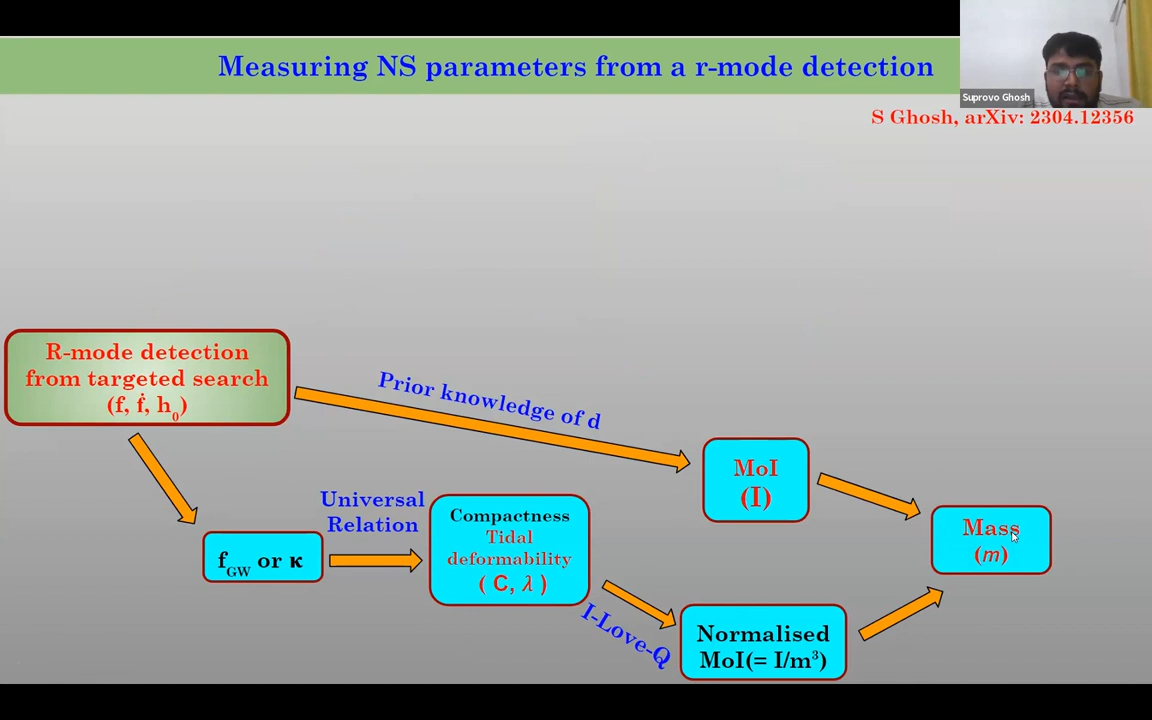 Measuring NS parameters from a r-mode detection
Suprovo Ghosh
S Ghosh, arXiv: 2304.12356
R-mode detection
from targeted search
(f, ḟ, h₀)
Prior knowledge of d
MoI
(I)
Universal
Relation
Compactness
Tidal
deformability
( C, λ )
Mass
(m)
f_GW or κ
I-Love-Q
Normalised
MoI(= I/m³)